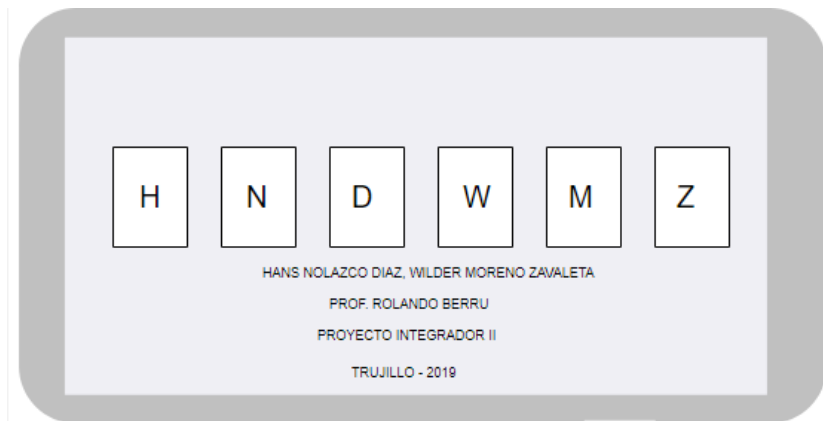 H N D W M Z
HANS NOLAZCO DIAZ, WILDER MORENO ZAVALETA
PROF. ROLANDO BERRU
PROYECTO INTEGRADOR II
TRUJILLO - 2019